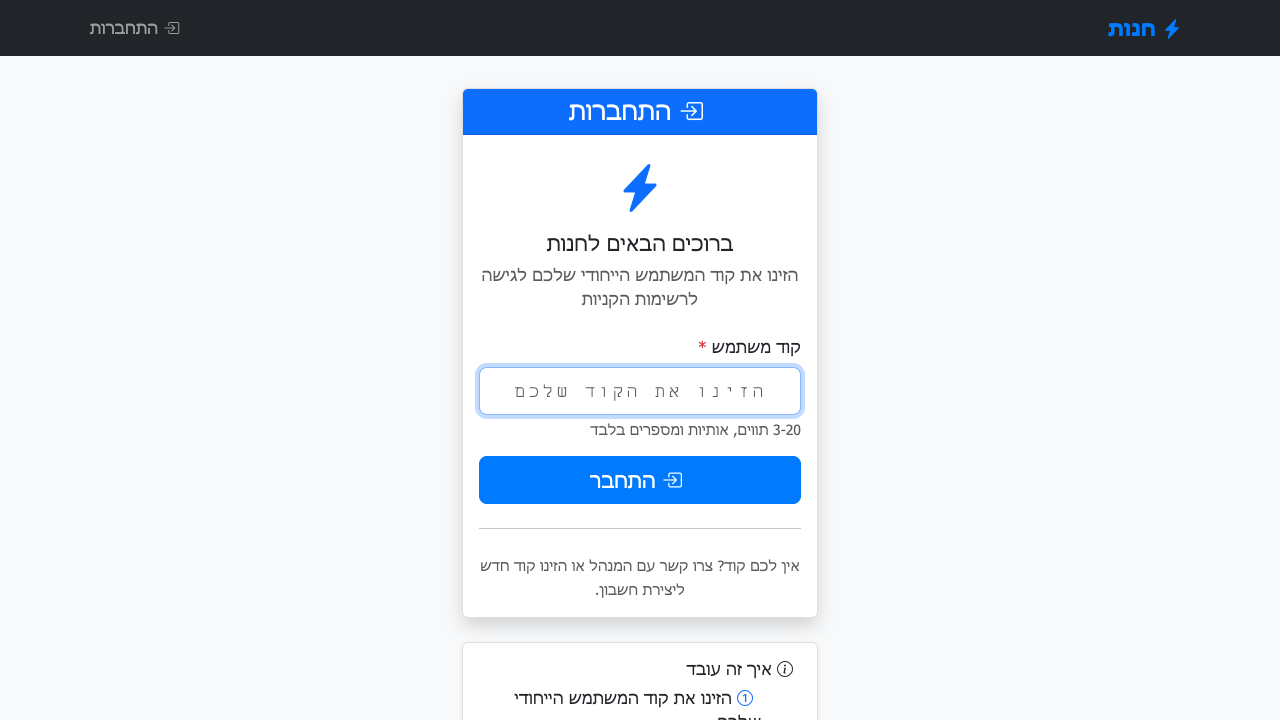 חנות
התחברות
התחברות
ברוכים הבאים לחנות
הזינו את קוד המשתמש הייחודי שלכם לגישה
לרשימות הקניות
קוד משתמש *
הזינו את הקוד שלכם
3-20 תווים, אותיות ומספרים בלבד
התחבר
אין לכם קוד? צרו קשר עם המנהל או הזינו קוד חדש
ליצירת חשבון.
איך זה עובד
1 הזינו את קוד המשתמש הייחודי
שלכם